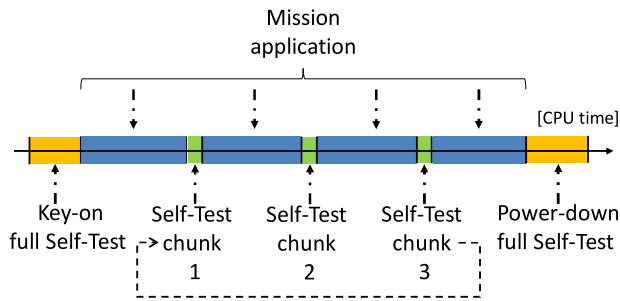 Mission
application
[CPU time]
Key-on
full Self-Test
Self-Test
chunk
1
Self-Test
chunk
2
Self-Test
chunk
3
Power-down
full Self-Test